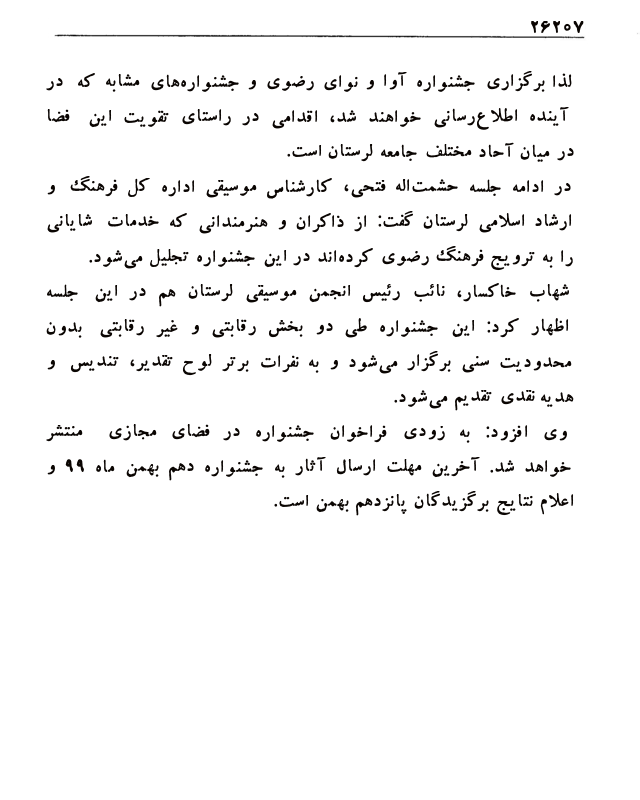 ۲۶۲۰۷
لذا برگزاری جشنواره آوا و نوای رضوی و جشنواره‌های مشابه که در
آینده اطلاع‌رسانی خواهند شد، اقدامی در راستای تقویت این فضا
در میان آحاد مختلف جامعه لرستان است.
در ادامه جلسه حشمت‌اله فتحی، کارشناس موسیقی اداره کل فرهنگ و
ارشاد اسلامی لرستان گفت: از ذاکران و هنرمندانی که خدمات شایانی
را به ترویج فرهنگ رضوی کرده‌اند در این جشنواره تجلیل می‌شود.
شهاب خاکسار، نائب رئیس انجمن موسیقی لرستان هم در این جلسه
اظهار کرد: این جشنواره طی دو بخش رقابتی و غیر رقابتی بدون
محدودیت سنی برگزار می‌شود و به نفرات برتر لوح تقدیر، تندیس و
هدیه نقدی تقدیم می‌شود.
وی افزود: به زودی فراخوان جشنواره در فضای مجازی منتشر
خواهد شد. آخرین مهلت ارسال آثار به جشنواره دهم بهمن ماه ۹۹ و
اعلام نتایج برگزیدگان پانزدهم بهمن است.